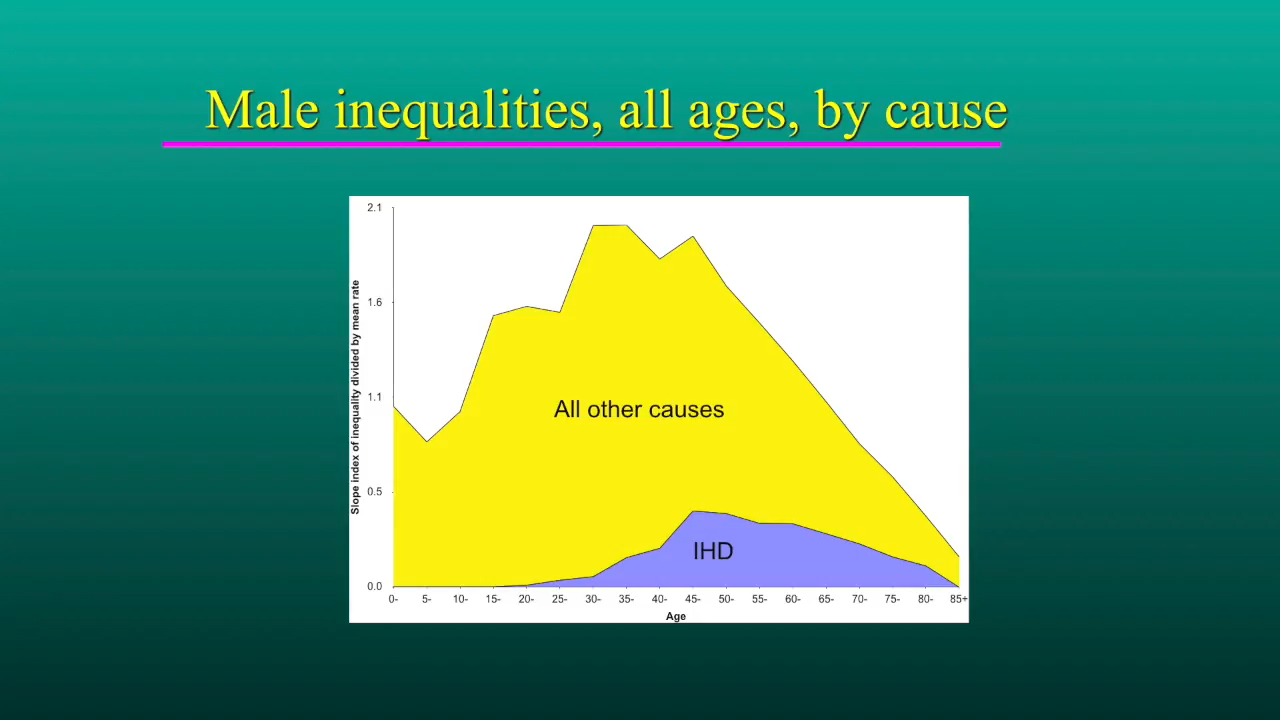 Male inequalities, all ages, by cause
Slope index of inequality divided by mean rate
2.1
1.6
1.1
0.5
0.0
All other causes
IHD
0- 5- 10- 15- 20- 25- 30- 35- 40- 45- 50- 55- 60- 65- 70- 75- 80- 85+
Age